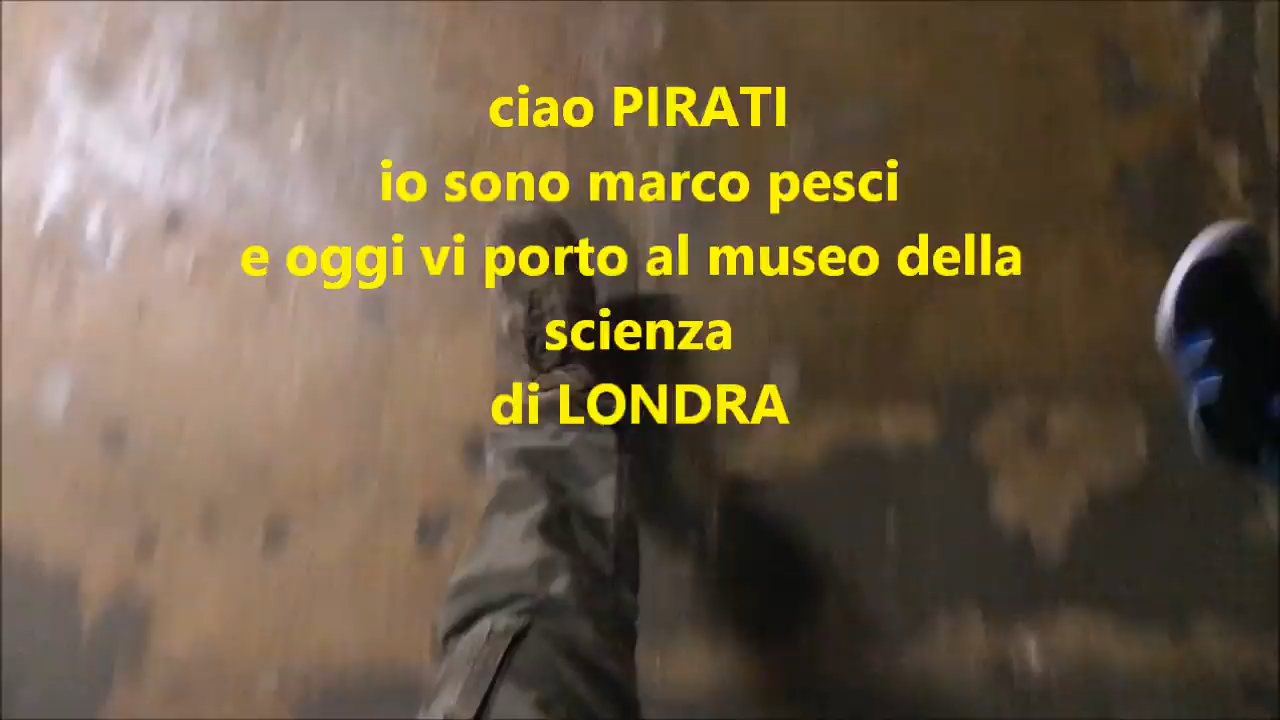 ciao PIRATI
io sono marco pesci
e oggi vi porto al museo della
scienza
di LONDRA